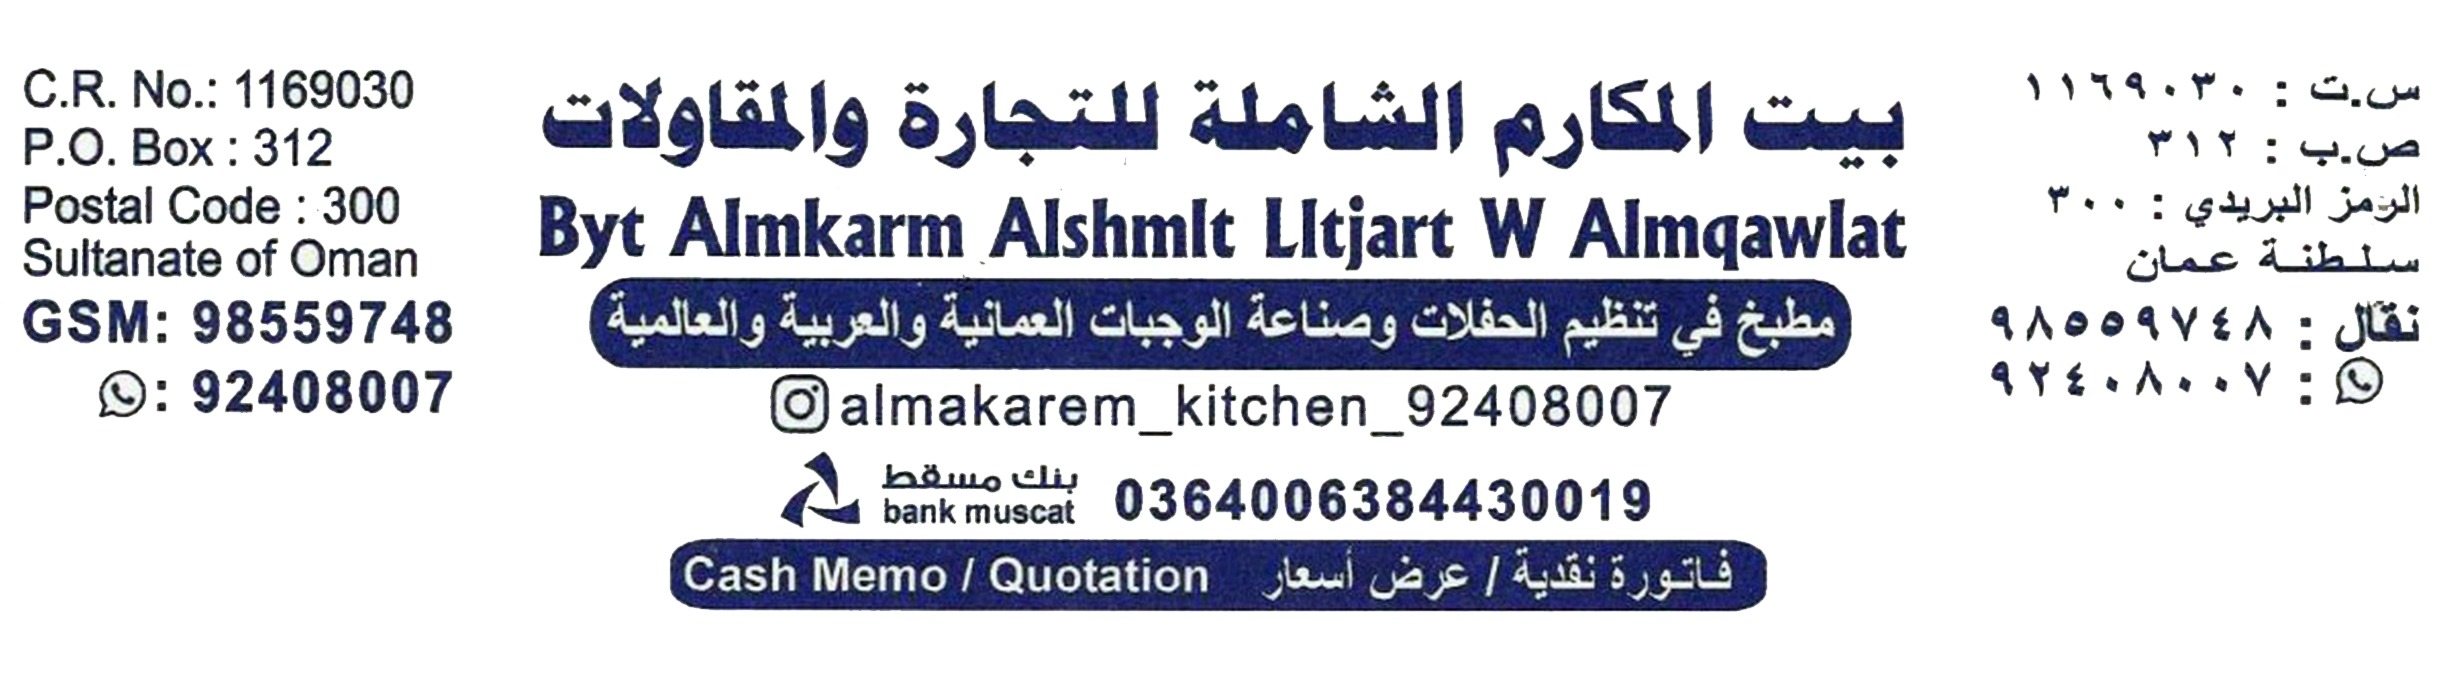 C.R. No.: 1169030
P.O. Box : 312
Postal Code : 300
Sultanate of Oman
GSM: 98559748
: 92408007
بيت المكارم الشاملة للتجارة والمقاولات
Byt Almkarm Alshmlt Lltjart W Almqawlat
مطبخ في تنظيم الحفلات وصناعة الوجبات العمانية والعربية والعالمية
almakarem_kitchen_92408007
بنك مسقط
bank muscat
0364006384430019
Cash Memo / Quotation فاتورة نقدية / عرض أسعار
س.ت : ١١٦٩٠٣٠
ص.ب : ٣١٢
الرمز البريدي : ٣٠٠
سلطنة عمان
نقّال : ٩٨٥٥٩٧٤٨
: ٩٢٤٠٨٠٠٧